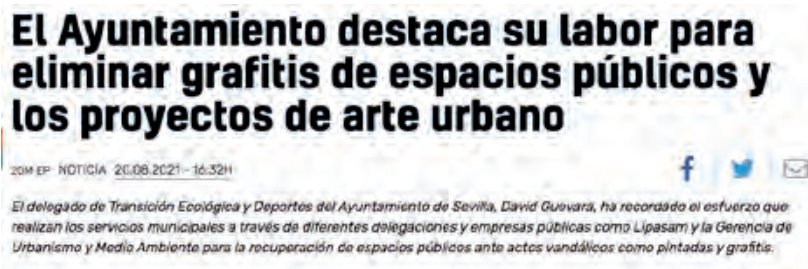 El Ayuntamiento destaca su labor para
eliminar grafitis de espacios públicos y
los proyectos de arte urbano
20M EP NOTICIA 20.08.2021 - 16:32H
El delegado de Transición Ecológica y Deportes del Ayuntamiento de Sevilla, David Guevara, ha recordado el esfuerzo que
realizan los servicios municipales a través de diferentes delegaciones y empresas públicas como Lipasam y la Gerencia de
Urbanismo y Medio Ambiente para la recuperación de espacios públicos ante actos vandálicos como pintadas y grafitis.